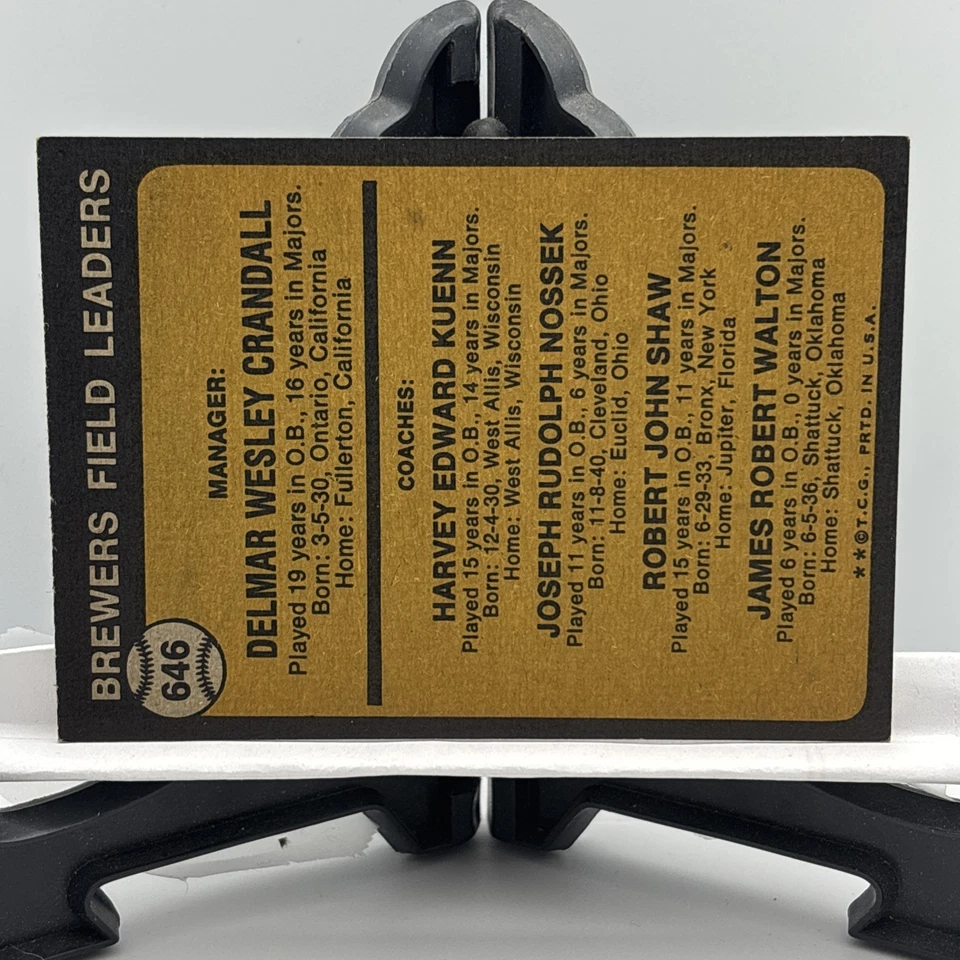 BREWERS FIELD LEADERS
646
MANAGER:
DELMAR WESLEY CRANDALL
Played 19 years in O.B., 16 years in Majors.
Born: 3-5-30, Ontario, California
Home: Fullerton, California
COACHES:
HARVEY EDWARD KUENN
Played 15 years in O.B., 14 years in Majors.
Born: 12-4-30, West Allis, Wisconsin
Home: West Allis, Wisconsin
JOSEPH RUDOLPH NOSSEK
Played 11 years in O.B., 6 years in Majors.
Born: 11-8-40, Cleveland, Ohio
Home: Euclid, Ohio
ROBERT JOHN SHAW
Played 15 years in O.B., 11 years in Majors.
Born: 6-29-33, Bronx, New York
Home: Jupiter, Florida
JAMES ROBERT WALTON
Played 6 years in O.B., 0 years in Majors.
Born: 6-5-36, Shattuck, Oklahoma
Home: Shattuck, Oklahoma
**©T.C.G., PRTD. IN U.S.A.